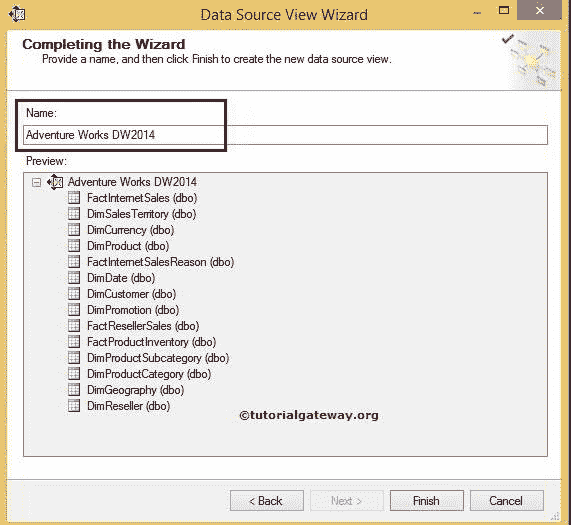 Data Source View Wizard
Completing the Wizard
Provide a name, and then click Finish to create the new data source view.
Name:
Adventure Works DW2014
Preview:
Adventure Works DW2014
FactInternetSales (dbo)
DimSalesTerritory (dbo)
DimCurrency (dbo)
DimProduct (dbo)
FactInternetSalesReason (dbo)
DimDate (dbo)
DimCustomer (dbo)
DimPromotion (dbo)
FactResellerSales (dbo)
FactProductInventory (dbo)
DimProductSubcategory (dbo)
DimProductCategory (dbo)
DimGeography (dbo)
DimReseller (dbo)
©tutorialgateway.org
< Back Next > Finish Cancel